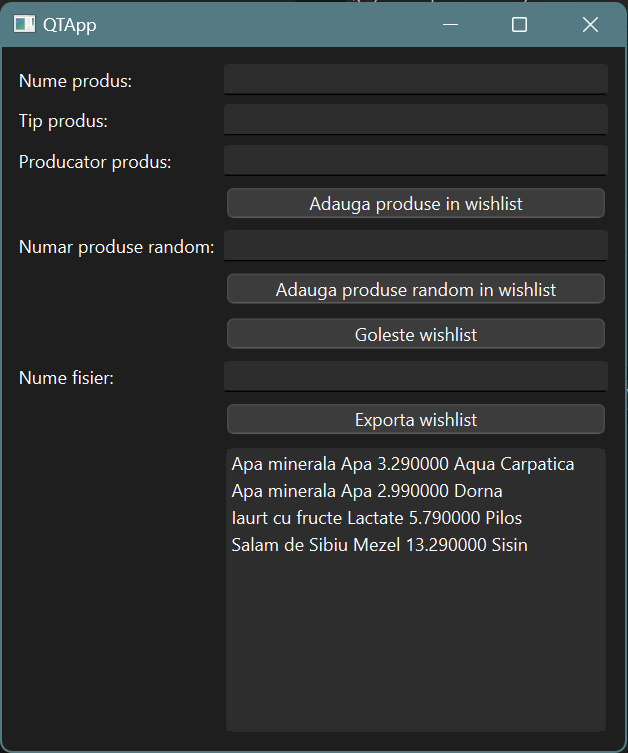 QTApp
Nume produs:
Tip produs:
Producator produs:
Adauga produse in wishlist
Numar produse random:
Adauga produse random in wishlist
Goleste wishlist
Nume fisier:
Exporta wishlist
Apa minerala Apa 3.290000 Aqua Carpatica
Apa minerala Apa 2.990000 Dorna
Iaurt cu fructe Lactate 5.790000 Pilos
Salam de Sibiu Mezel 13.290000 Sisin